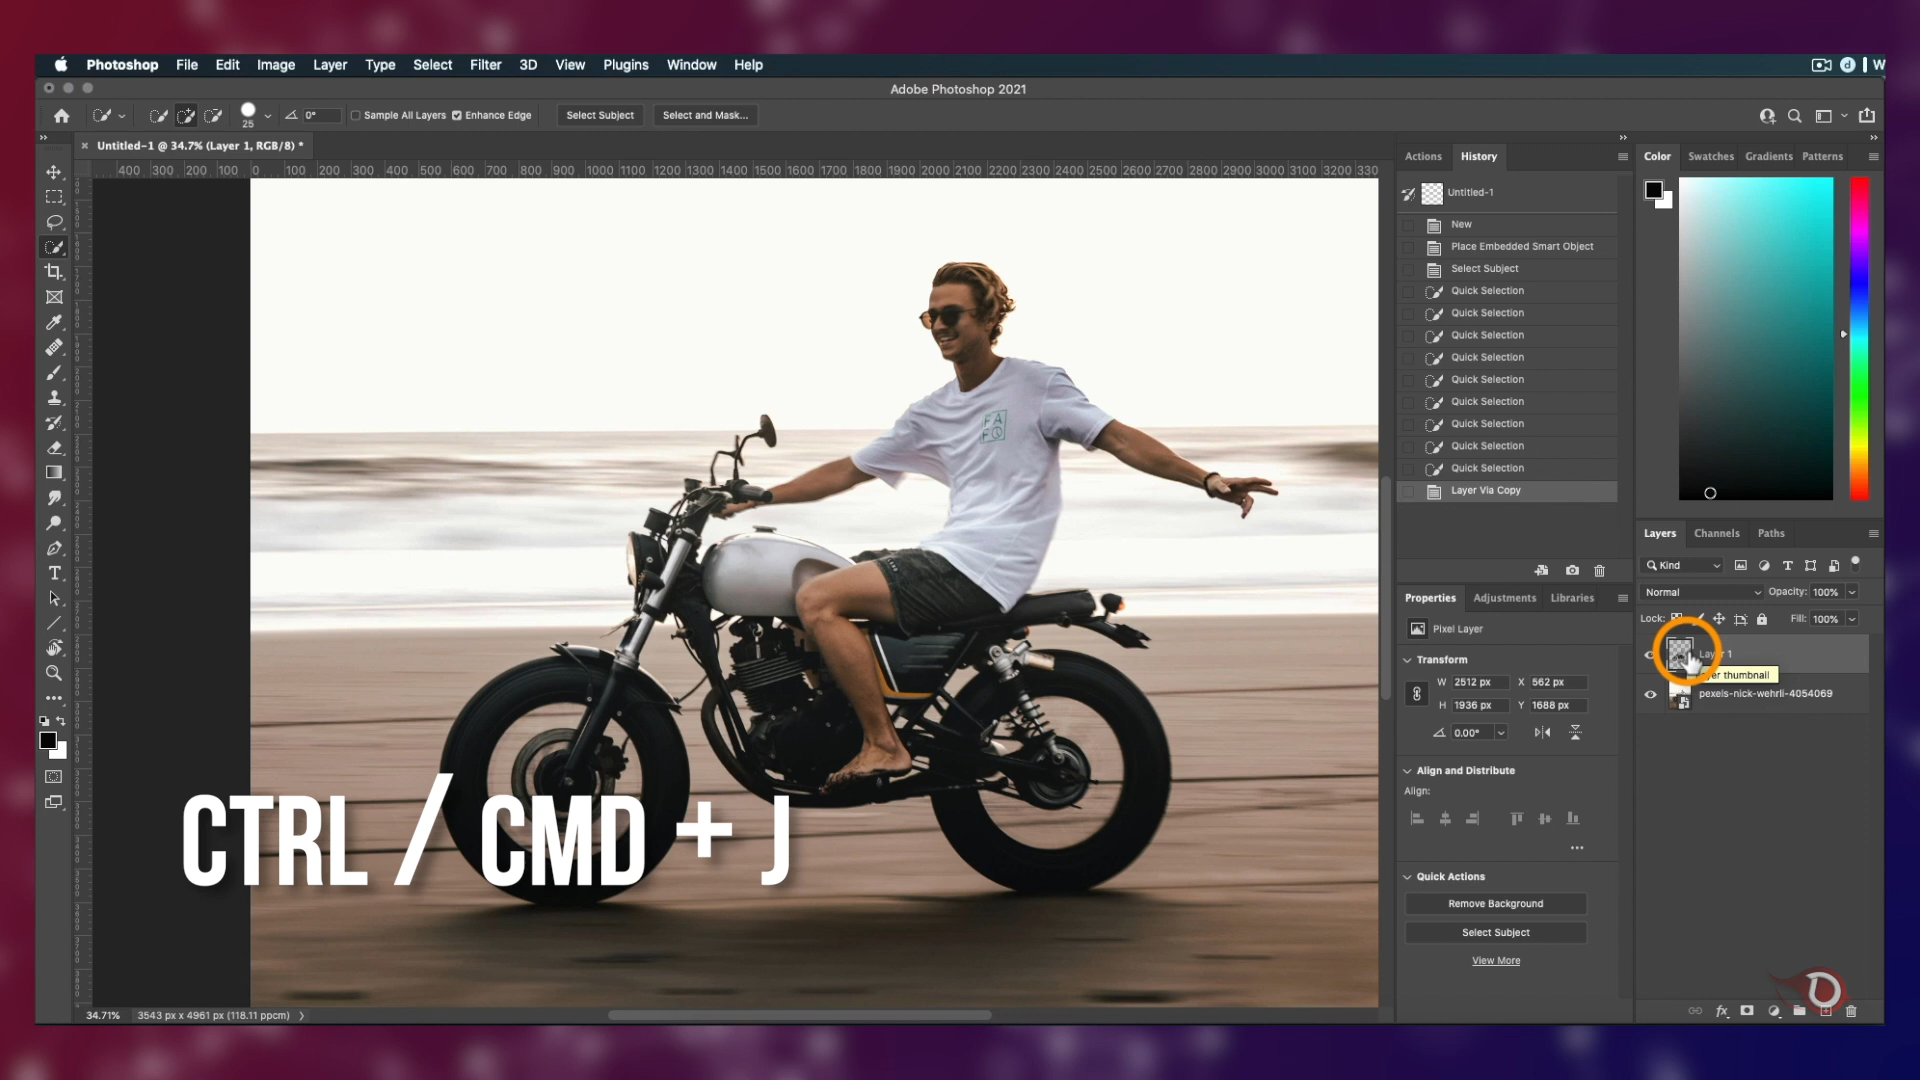 Photoshop File Edit Image Layer Type Select Filter 3D View Plugins Window Help
d W
Adobe Photoshop 2021
25 0° Sample All Layers Enhance Edge Select Subject Select and Mask...
Untitled-1 @ 34.7% (Layer 1, RGB/8) *
400 300 200 100 0 100 200 300 400 500 600 700 800 900 1000 1100 1200 1300 1400 1500 1600 1700 1800 1900 2000 2100 2200 2300 2400 2500 2600 2700 2800 2900 3000 3100 3200 330
Actions History
Untitled-1
New
Place Embedded Smart Object
Select Subject
Quick Selection
Quick Selection
Quick Selection
Quick Selection
Quick Selection
Quick Selection
Quick Selection
Quick Selection
Quick Selection
Layer Via Copy
Color Swatches Gradients Patterns
FA
F
CTRL / CMD + J
Properties Adjustments Libraries
Pixel Layer
Transform
W 2512 px X 562 px
H 1936 px Y 1688 px
0.00°
Align and Distribute
Align:
Quick Actions
Remove Background
Select Subject
View More
Layers Channels Paths
Kind
Normal Opacity: 100%
Lock: Fill: 100%
Layer 1
layer thumbnail
pexels-nick-wehrli-4054069
fx
34.71% 3543 px x 4961 px (118.11 ppcm)